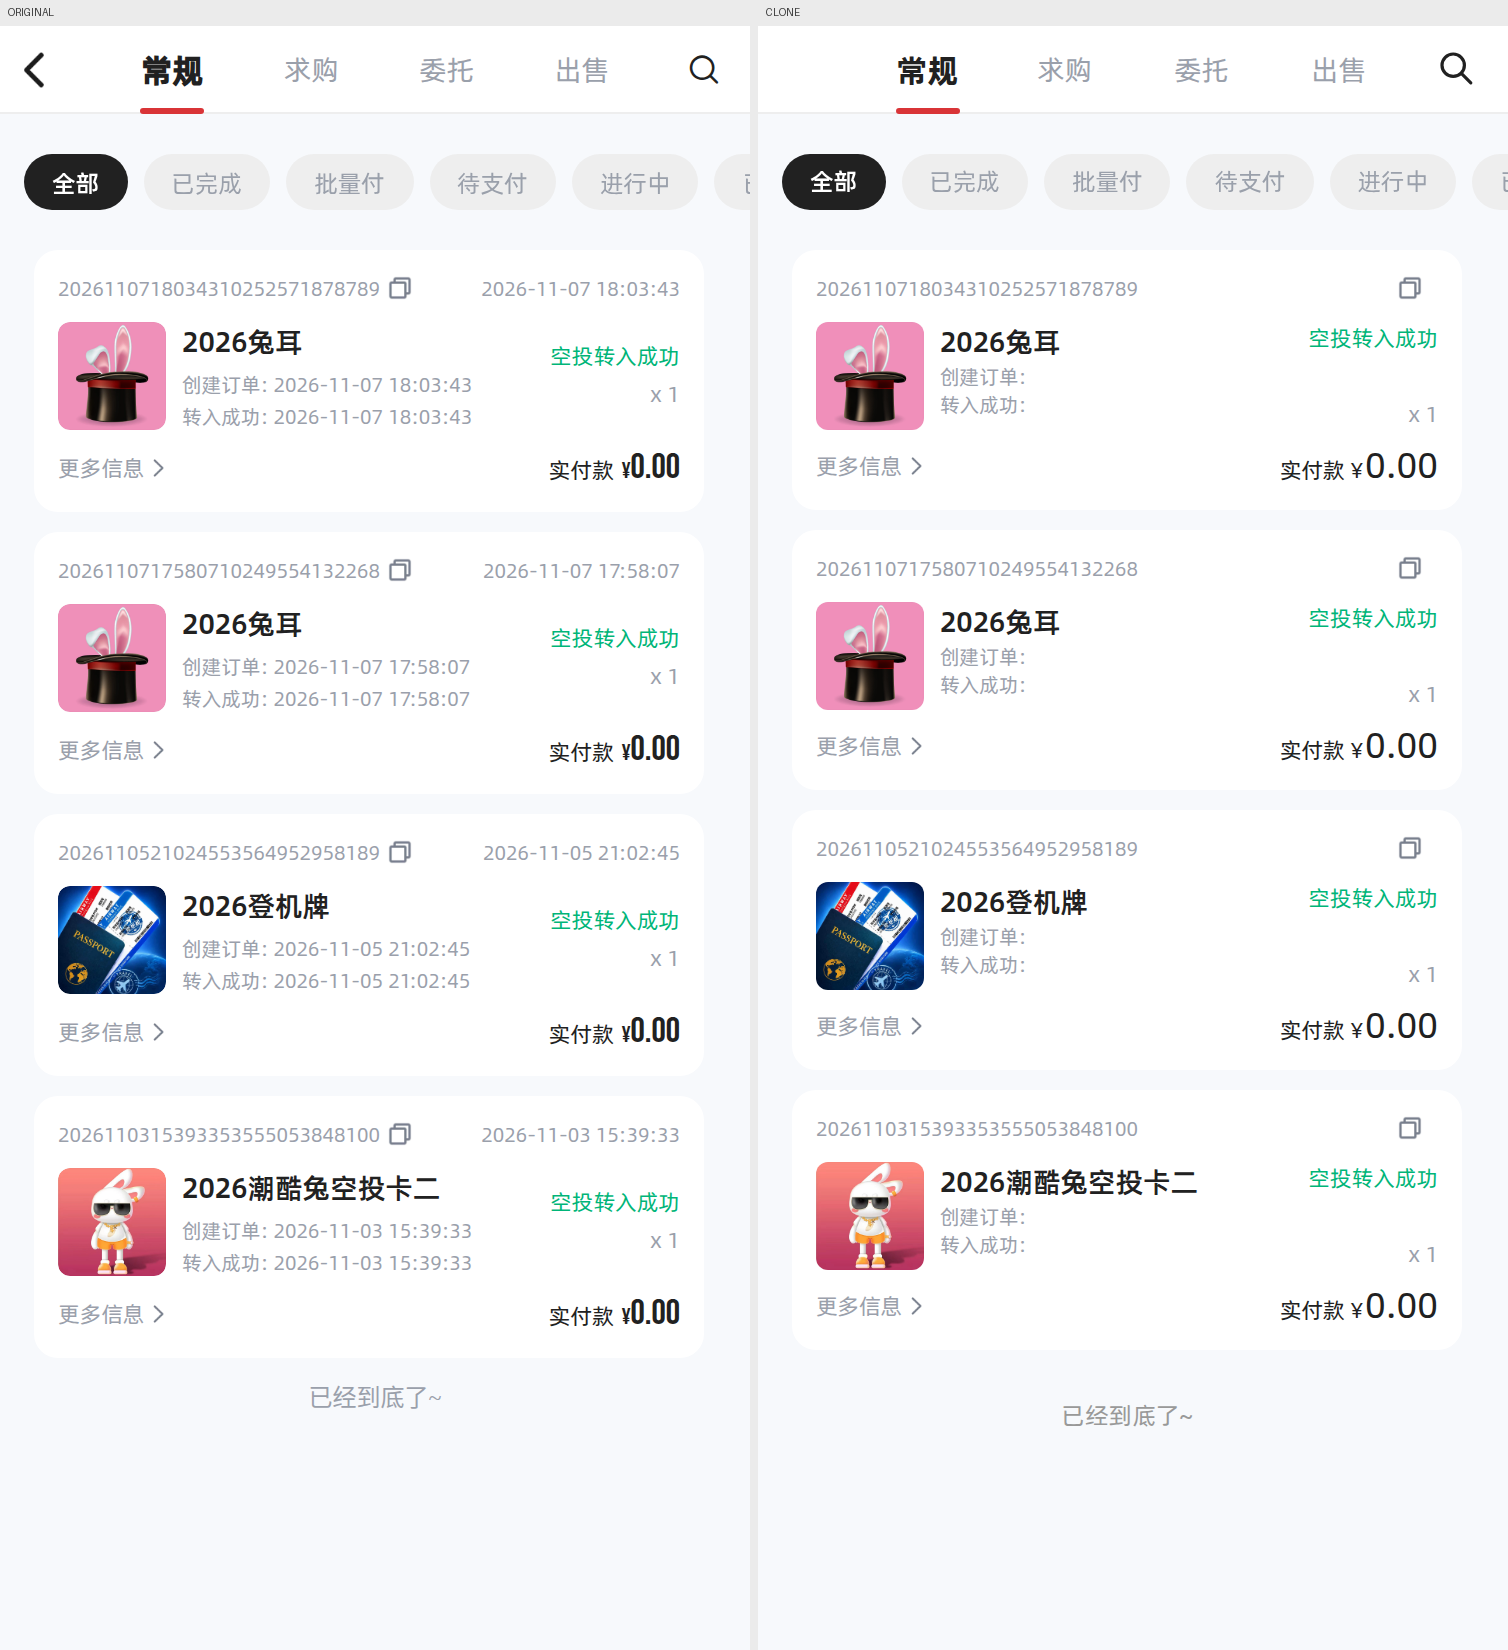 ORIGINAL
常规 求购 委托 出售
全部 已完成 批量付 待支付 进行中
20261107180343102525718787​89 2026-11-07 18:03:43
2026兔耳
空投转入成功
创建订单: 2026-11-07 18:03:43
x 1
转入成功: 2026-11-07 18:03:43
更多信息
实付款 ¥0.00
2026110717580710249554132268 2026-11-07 17:58:07
2026兔耳
空投转入成功
创建订单: 2026-11-07 17:58:07
x 1
转入成功: 2026-11-07 17:58:07
更多信息
实付款 ¥0.00
2026110521024553564952958189 2026-11-05 21:02:45
2026登机牌
空投转入成功
创建订单: 2026-11-05 21:02:45
x 1
转入成功: 2026-11-05 21:02:45
更多信息
实付款 ¥0.00
2026110315393353555053848100 2026-11-03 15:39:33
2026潮酷兔空投卡二
空投转入成功
创建订单: 2026-11-03 15:39:33
x 1
转入成功: 2026-11-03 15:39:33
更多信息
实付款 ¥0.00
已经到底了~
CLONE
常规 求购 委托 出售
全部 已完成 批量付 待支付 进行中
2026110718034310252571878789
2026兔耳
空投转入成功
创建订单:
转入成功:
x 1
更多信息
实付款 ¥0.00
2026110717580710249554132268
2026兔耳
空投转入成功
创建订单:
转入成功:
x 1
更多信息
实付款 ¥0.00
2026110521024553564952958189
2026登机牌
空投转入成功
创建订单:
转入成功:
x 1
更多信息
实付款 ¥0.00
2026110315393353555053848100
2026潮酷兔空投卡二
空投转入成功
创建订单:
转入成功:
x 1
更多信息
实付款 ¥0.00
已经到底了~
PASSPORT
PASSPORT